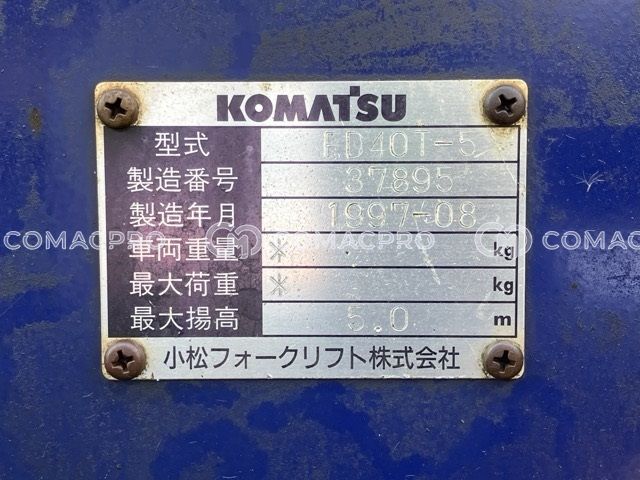 KOMATSU
型式 FD40T-5
製造番号 37895
製造年月 1997-08
車両重量 * kg
最大荷重 * kg
最大揚高 5.0 m
小松フォークリフト株式会社
COMACPRO COMACPRO COMACPRO